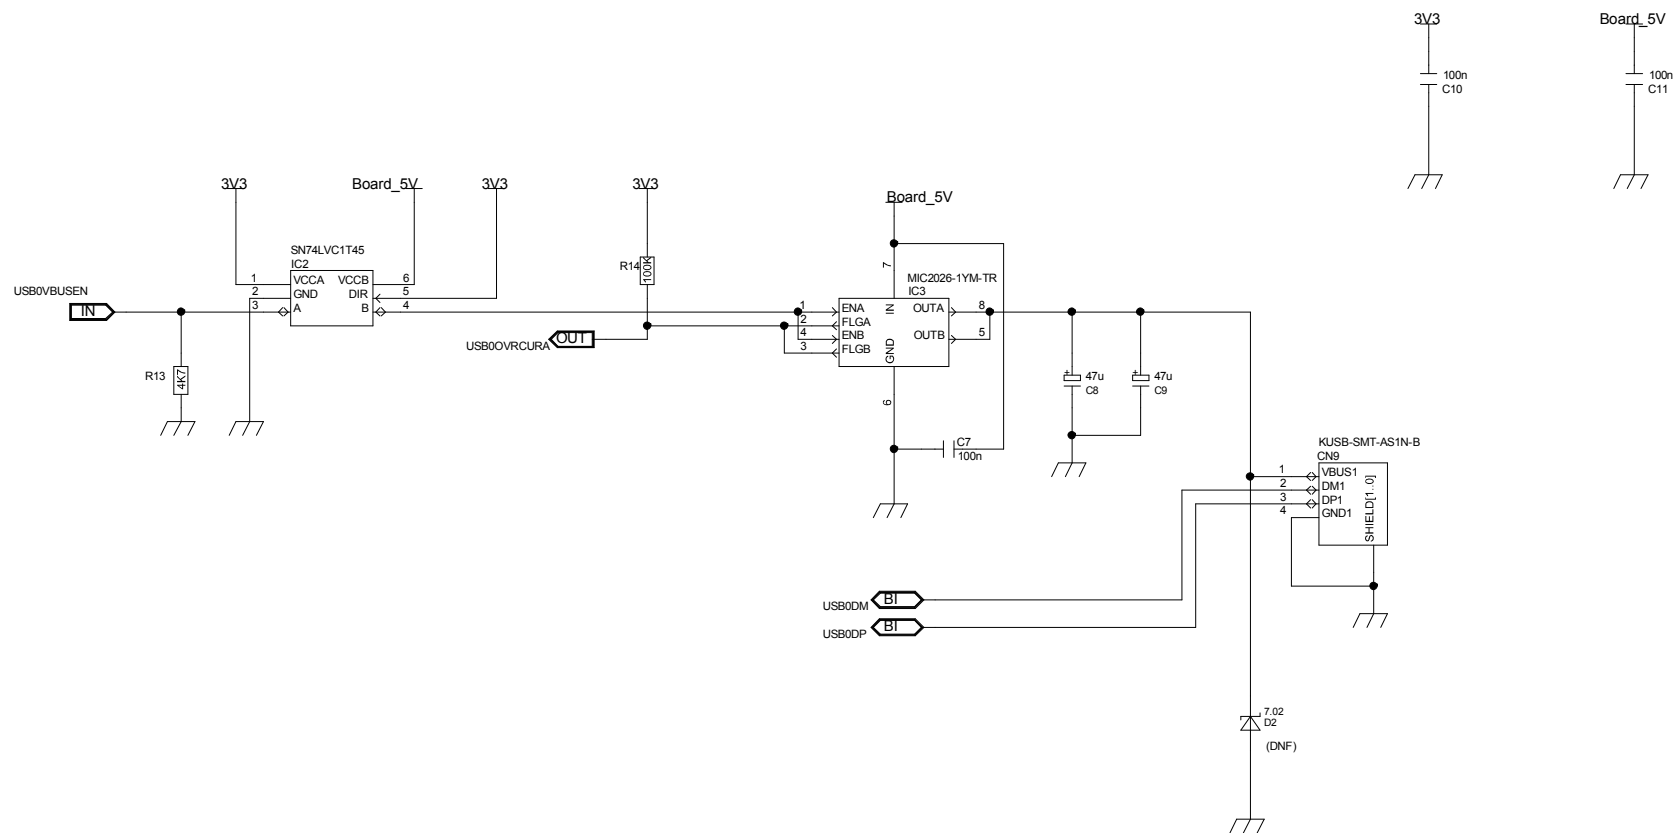 3V3
Board_5V
100n
C10
100n
C11
3V3
Board_5V
3V3
3V3
Board_5V
SN74LVC1T45
IC2
1 VCCA VCCB 6
2 GND DIR 5
3 A B 4
USB0VBUSEN
IN
R13
4K7
R14
100K
USB0OVRCURA
OUT
7
MIC2026-1YM-TR
IC3
1 ENA IN OUTA 8
2 FLGA
4 ENB OUTB 5
3 FLGB
GND
6
C7
100n
+ 47u
C8
+ 47u
C9
KUSB-SMT-AS1N-B
CN9
1 VBUS1
2 DM1
3 DP1
4 GND1
SHIELD[1..0]
USB0DM BI
USB0DP BI
7.02
D2
(DNF)